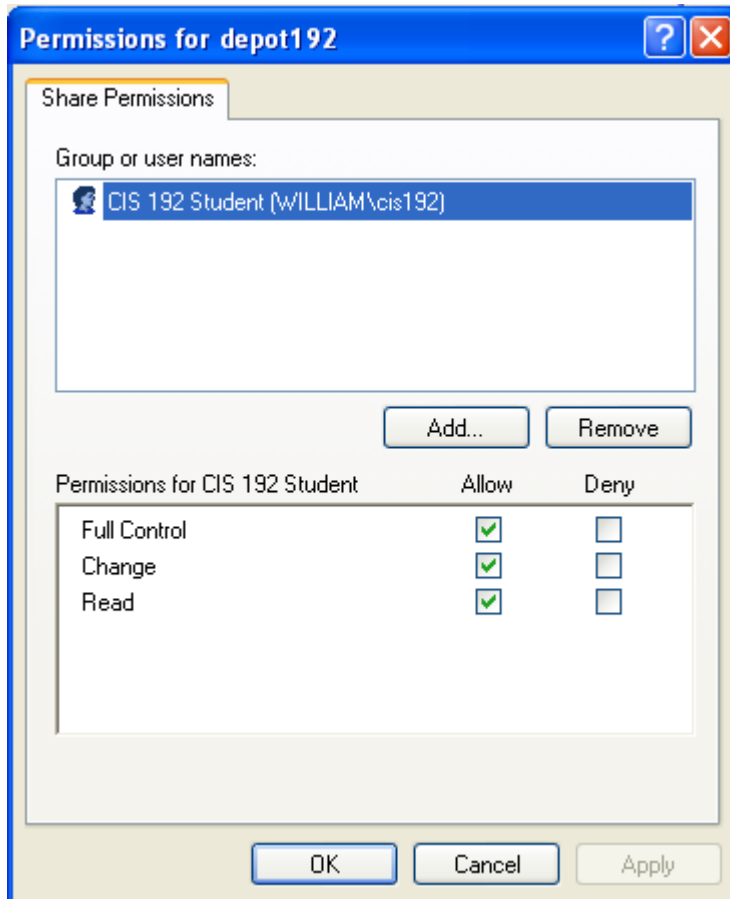 Permissions for depot192
Share Permissions
Group or user names:
CIS 192 Student (WILLIAM\cis192)
Add... Remove
Permissions for CIS 192 Student Allow Deny
Full Control
Change
Read
OK Cancel Apply